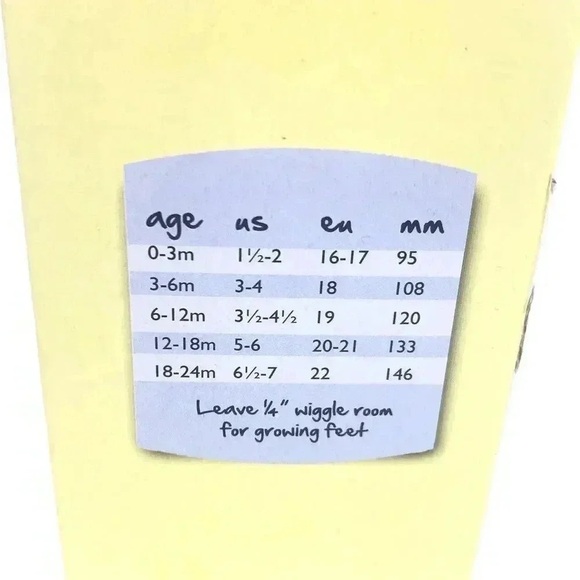 age us eu mm
0-3m 1½-2 16-17 95
3-6m 3-4 18 108
6-12m 3½-4½ 19 120
12-18m 5-6 20-21 133
18-24m 6½-7 22 146
Leave ¼" wiggle room
for growing feet